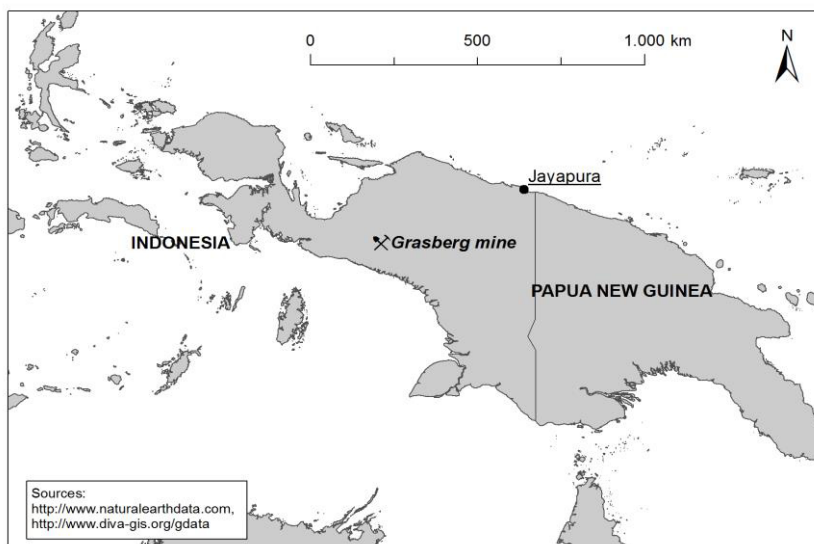 0 500 1.000 km
N
Jayapura
INDONESIA
Grasberg mine
PAPUA NEW GUINEA
Sources:
http://www.naturalearthdata.com,
http://www.diva-gis.org/gdata